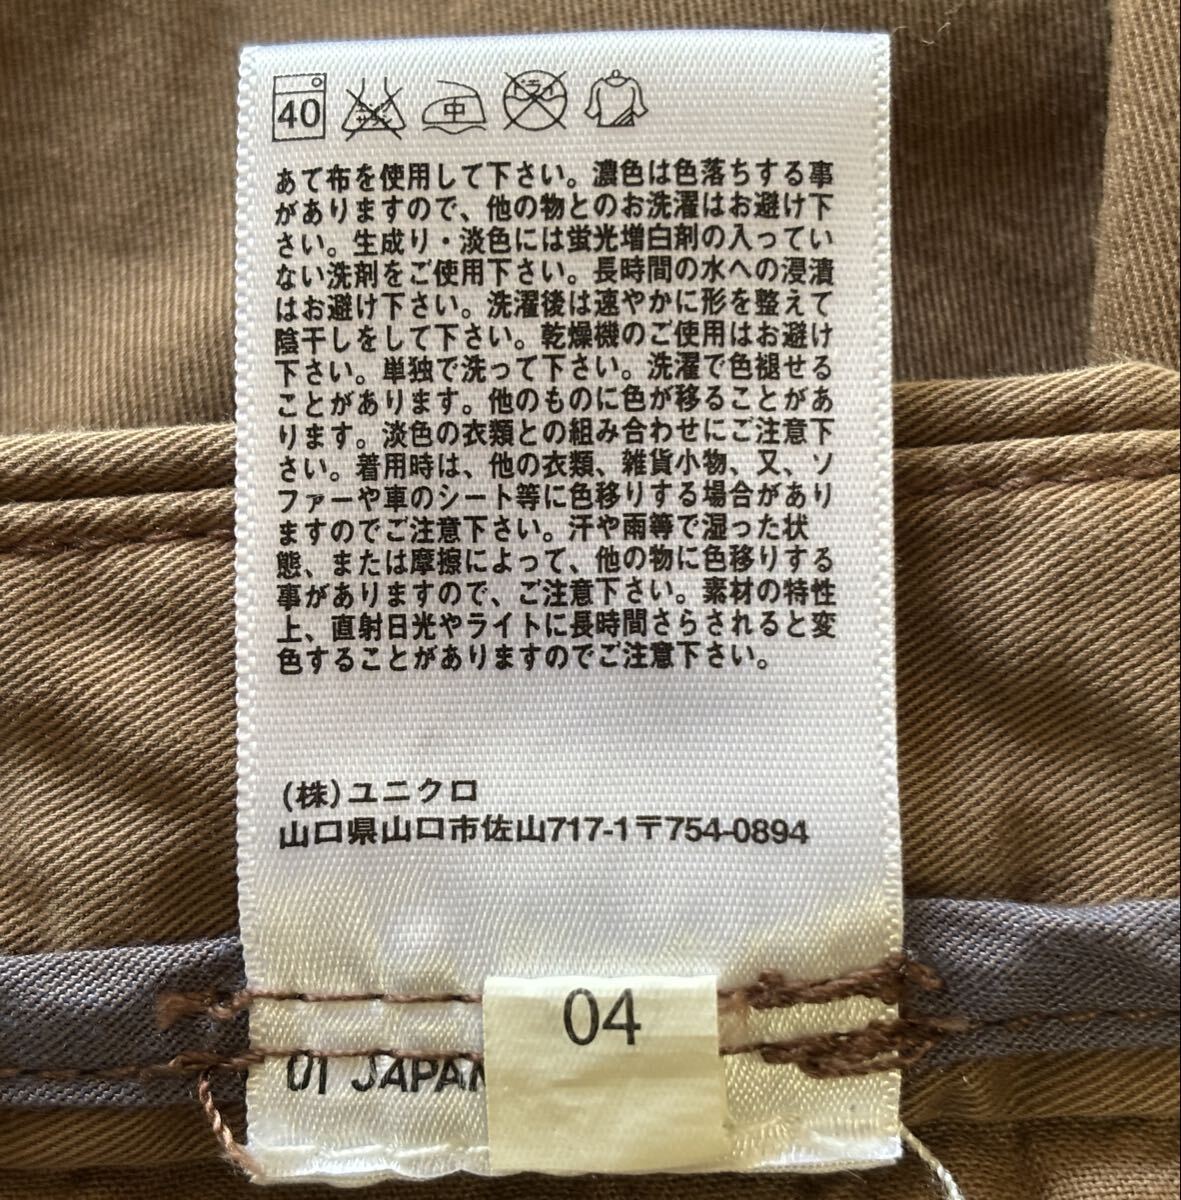 40
中
ドライ
あて布を使用して下さい。濃色は色落ちする事
がありますので、他の物とのお洗濯はお避け下
さい。生成り・淡色には蛍光増白剤の入ってい
ない洗剤をご使用下さい。長時間の水への浸漬
はお避け下さい。洗濯後は速やかに形を整えて
陰干しをして下さい。乾燥機のご使用はお避け
下さい。単独で洗って下さい。洗濯で色褪せる
ことがあります。他のものに色が移ることがあ
ります。淡色の衣類との組み合わせにご注意下
さい。着用時は、他の衣類、雑貨小物、又、ソ
ファーや車のシート等に色移りする場合があり
ますのでご注意下さい。汗や雨等で湿った状
態、または摩擦によって、他の物に色移りする
事がありますので、ご注意下さい。素材の特性
上、直射日光やライトに長時間さらされると変
色することがありますのでご注意下さい。
(株)ユニクロ
山口県山口市佐山717-1〒754-0894
04
01 JAPAN